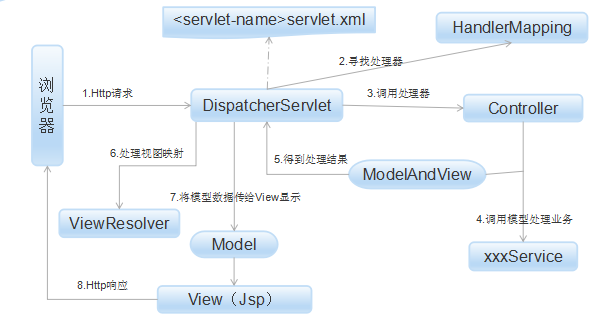 <servlet-name>servlet.xml
HandlerMapping
2.寻找处理器
浏览器
1.Http请求
DispatcherServlet
3.调用处理器
Controller
6.处理视图映射
5.得到处理结果
ModelAndView
7.将模型数据传给View显示
ViewResolver
4.调用模型处理业务
Model
xxxService
8.Http响应
View（Jsp）